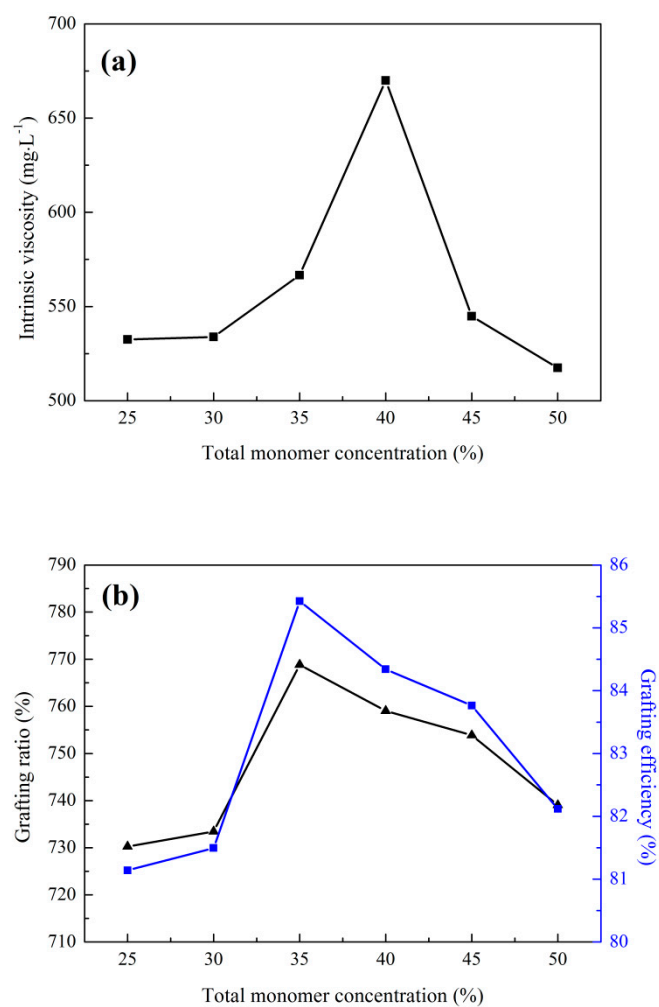 (a)
Intrinsic viscosity (mg·L⁻¹)
700
650
600
550
500
25 30 35 40 45 50
Total monomer concentration (%)
(b)
Grafting ratio (%)
790
780
770
760
750
740
730
720
710
86
85
84
83
82
81
80
Grafting efficiency (%)
25 30 35 40 45 50
Total monomer concentration (%)